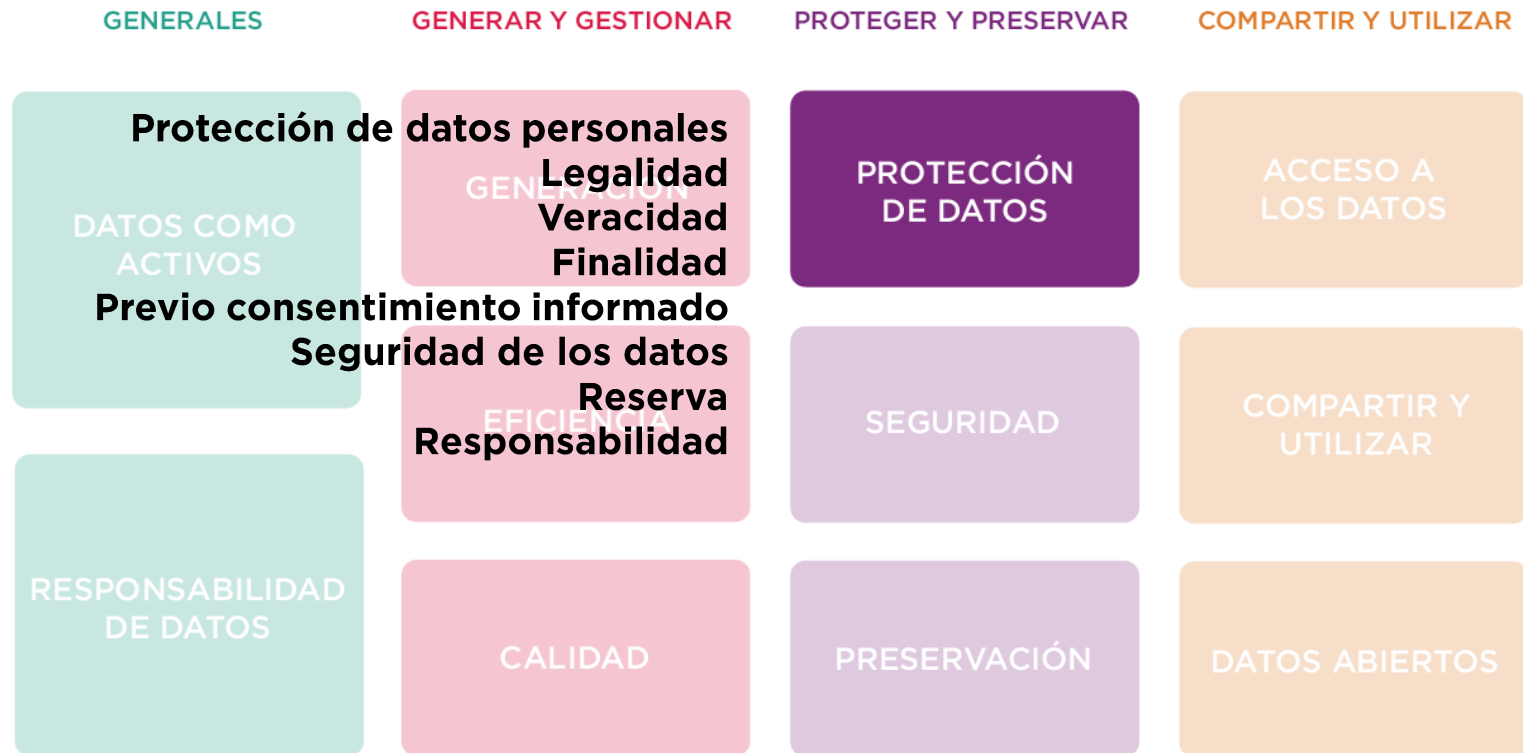 GENERALES
GENERAR Y GESTIONAR
PROTEGER Y PRESERVAR
COMPARTIR Y UTILIZAR
Protección de datos personales
Legalidad
Veracidad
Finalidad
Previo consentimiento informado
Seguridad de los datos
Reserva
Responsabilidad
DATOS COMO
ACTIVOS
RESPONSABILIDAD
DE DATOS
GENERACIÓN
EFICIENCIA
CALIDAD
PROTECCIÓN
DE DATOS
SEGURIDAD
PRESERVACIÓN
ACCESO A
LOS DATOS
COMPARTIR Y
UTILIZAR
DATOS ABIERTOS